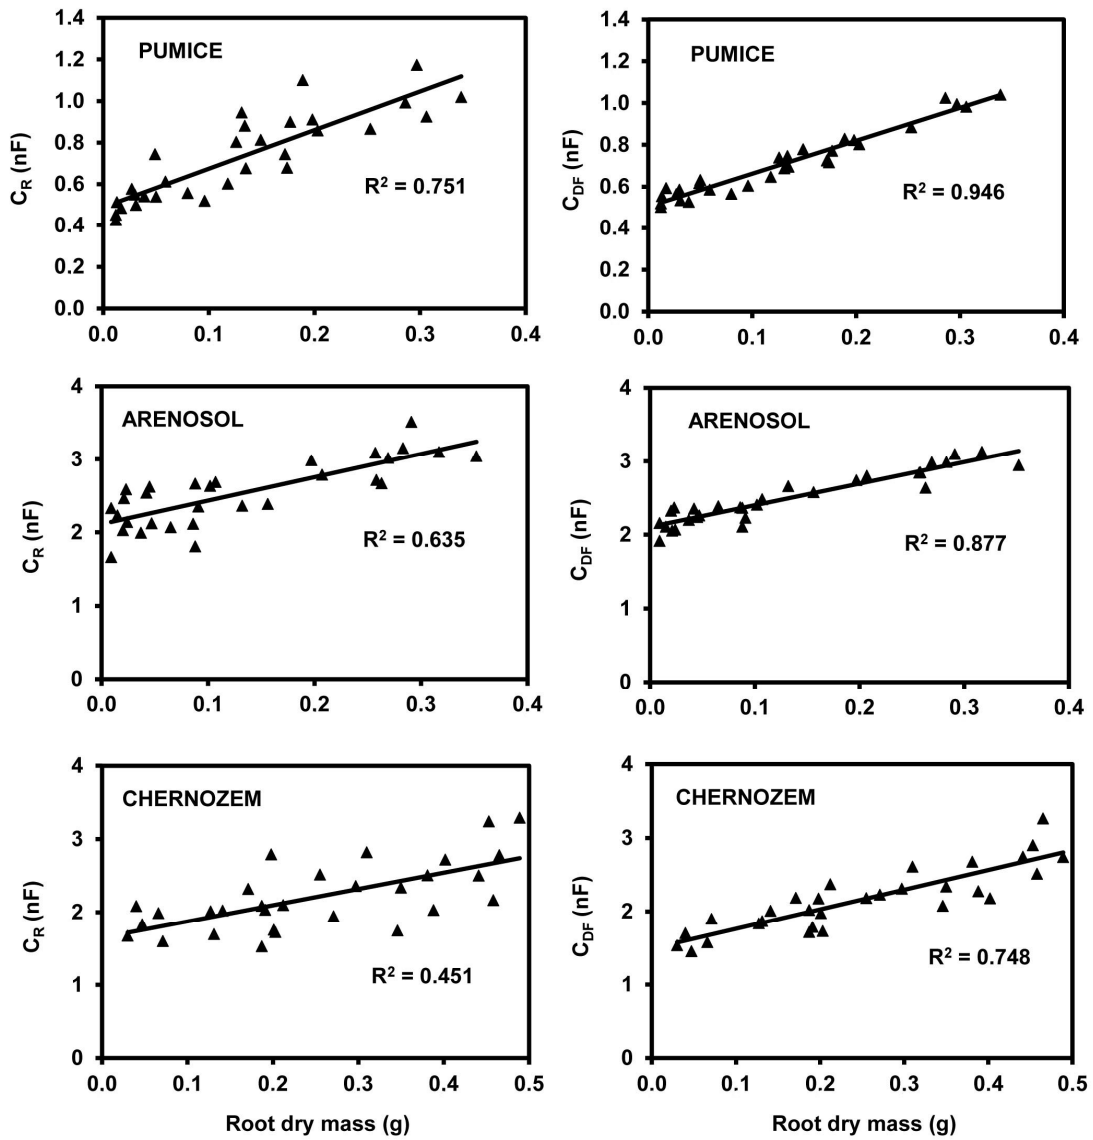 1.4
1.2
1.0
0.8
0.6
0.4
0.2
0.0
C_R (nF)
PUMICE
R² = 0.751
0.0 0.1 0.2 0.3 0.4
1.4
1.2
1.0
0.8
0.6
0.4
0.2
0.0
C_DF (nF)
PUMICE
R² = 0.946
0.0 0.1 0.2 0.3 0.4
4
3
2
1
0
C_R (nF)
ARENOSOL
R² = 0.635
0.0 0.1 0.2 0.3 0.4
4
3
2
1
0
C_DF (nF)
ARENOSOL
R² = 0.877
0.0 0.1 0.2 0.3 0.4
4
3
2
1
0
C_R (nF)
CHERNOZEM
R² = 0.451
0.0 0.1 0.2 0.3 0.4 0.5
Root dry mass (g)
4
3
2
1
0
C_DF (nF)
CHERNOZEM
R² = 0.748
0.0 0.1 0.2 0.3 0.4 0.5
Root dry mass (g)